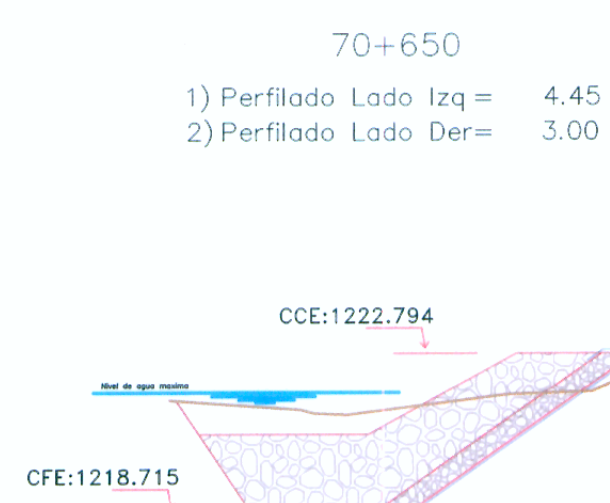 70+650
1) Perfilado Lado Izq = 4.45
2) Perfilado Lado Der= 3.00
CCE:1222.794
Nivel de agua maxima
CFE:1218.715